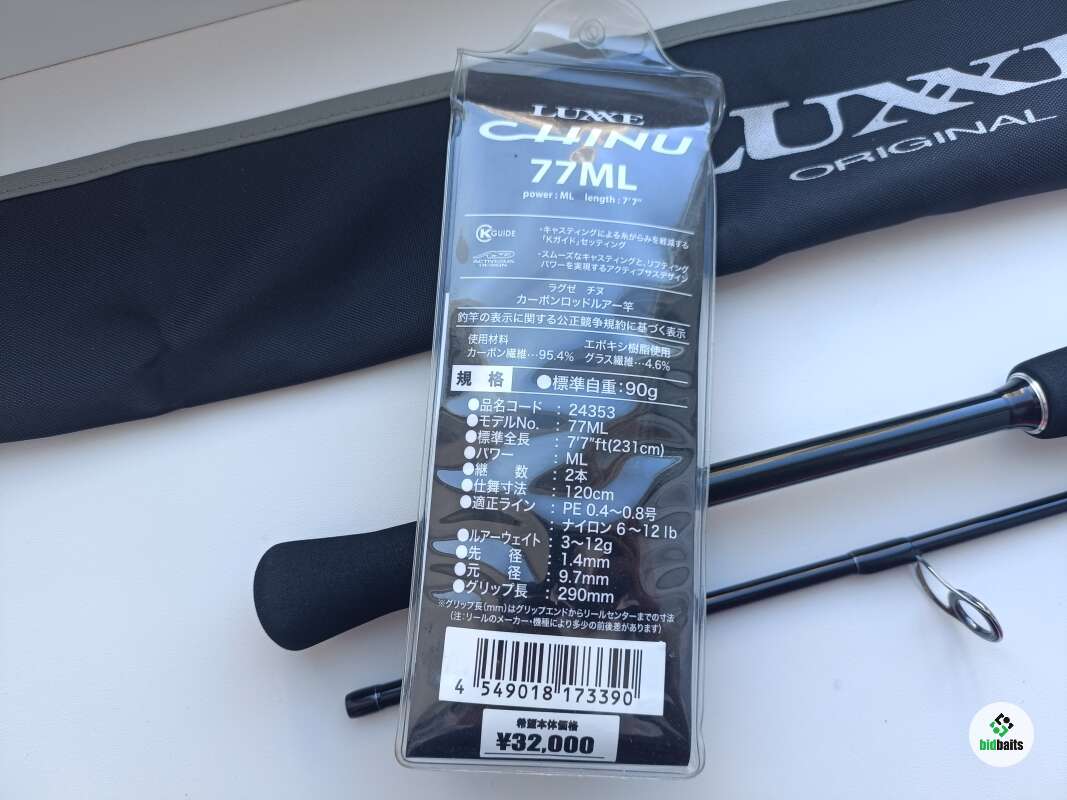 LUXXE
ORIGINAL
LUXXE
CHINU
77ML
power : ML length : 7'7"
K GUIDE
・キャスティングによる糸がらみを軽減する
「Kガイド」セッティング
ACTIVESUS
DESIGN
・スムーズなキャスティングと、リフティング
パワーを実現するアクティブサスデザイン
ラグゼ チヌ
カーボンロッドルアー竿
釣竿の表示に関する公正競争規約に基づく表示
使用材料 エポキシ樹脂使用
カーボン繊維…95.4% グラス繊維…4.6%
規格 ●標準自重：90g
●品名コード : 24353
●モデルNo. : 77ML
●標準全長 : 7'7"ft(231cm)
●パワー : ML
●継数 : 2本
●仕舞寸法 : 120cm
●適正ライン : PE 0.4〜0.8号
: ナイロン 6〜12 lb
●ルアーウェイト : 3〜12g
●先径 : 1.4mm
●元径 : 9.7mm
●グリップ長 : 290mm
※グリップ長(mm)はグリップエンドからリールセンターまでの寸法
(注：リールのメーカー・機種により多少の前後差があります)
4 549018 173390
希望本体価格
¥32,000
bidbaits